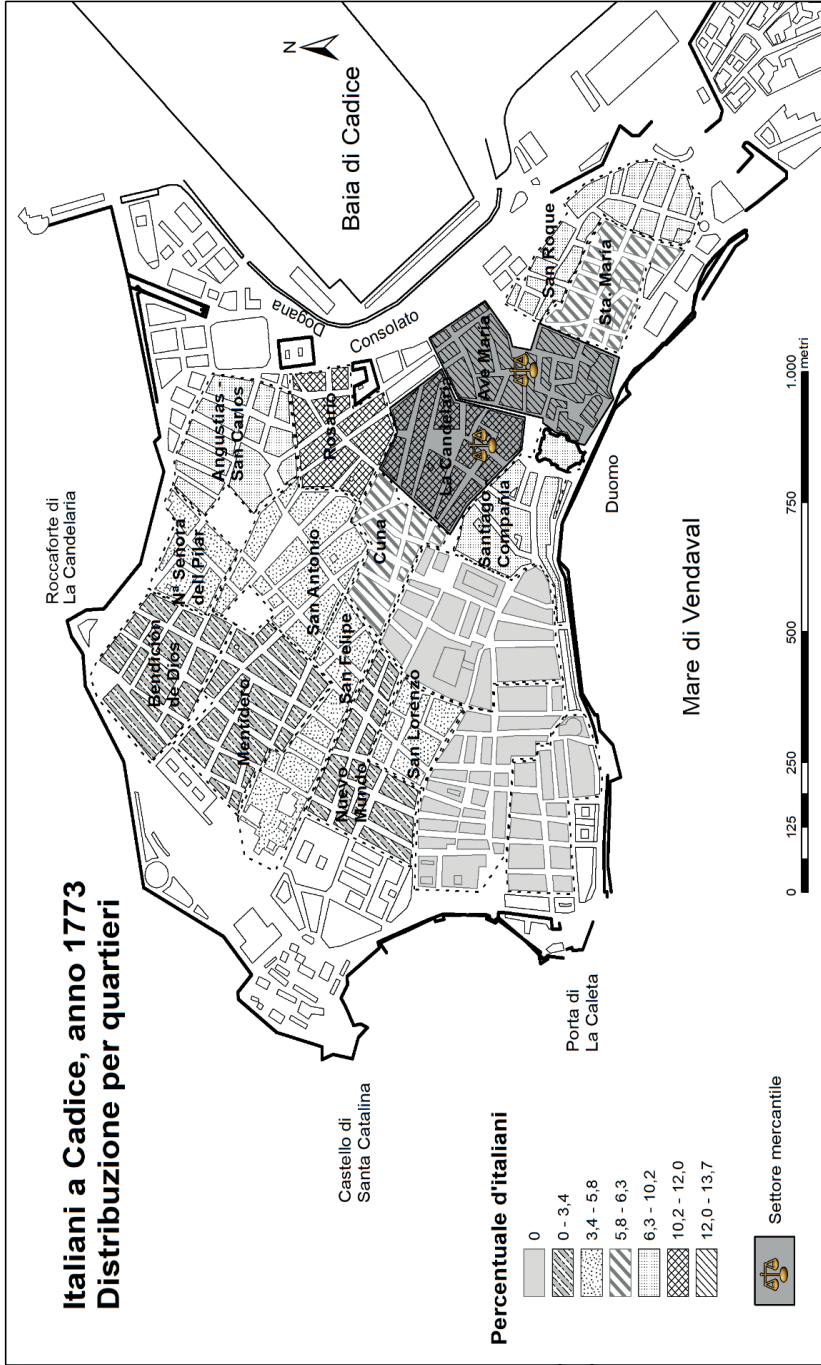 Italiani a Cadice, anno 1773
Distribuzione per quartieri
Roccaforte di
La Candelaria
N
Baia di Cadice
Dogana
Consolato
Castello di
Santa Catalina
Porta di
La Caleta
Duomo
Mare di Vendaval
Bendición
de Dios
Nª Señora
dell Pilar
Angustias -
San Carlos
Mentidero
San Antonio
Rosario
San Felipe
Cuna
La Candelaria
Ave María
San Roque
Sta. María
Nuevo
Mundo
San Lorenzo
Santiago
Compañía
Percentuale d'italiani
0
0 - 3,4
3,4 - 5,8
5,8 - 6,3
6,3 - 10,2
10,2 - 12,0
12,0 - 13,7
Settore mercantile
0 125 250 500 750 1.000
metri